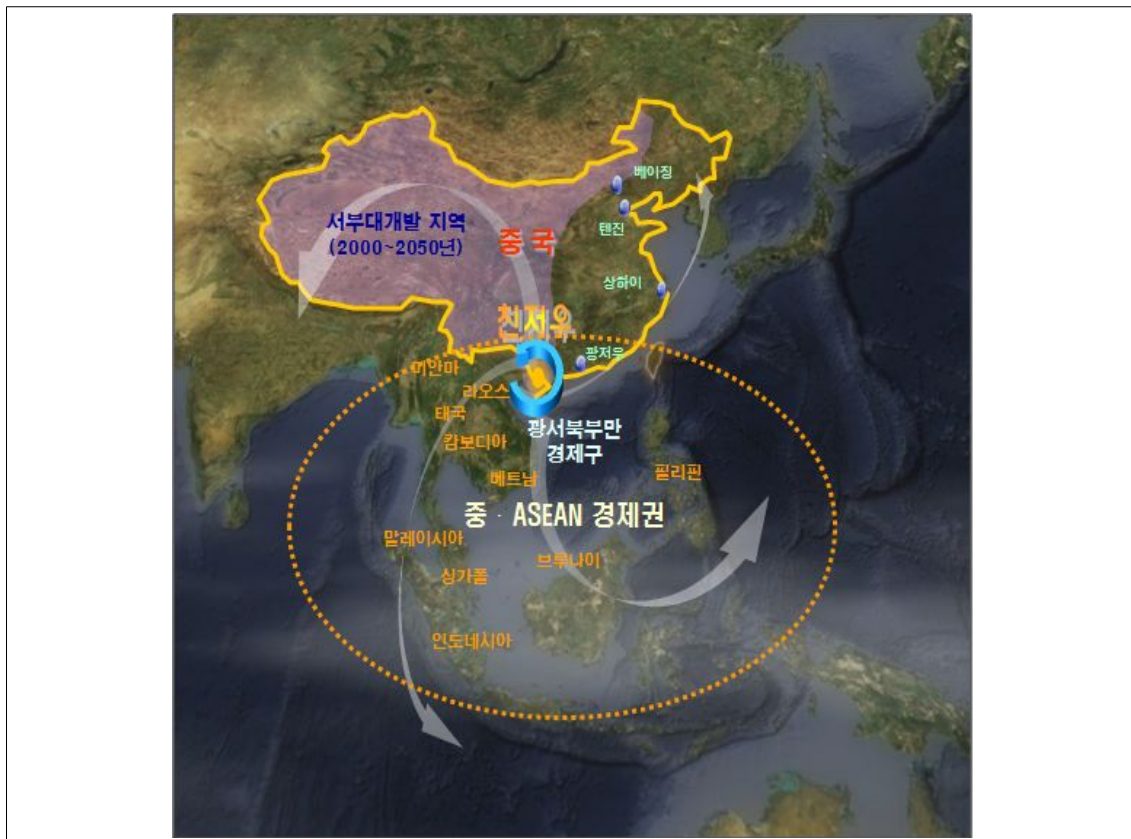 베이징
텐진
서부대개발 지역
(2000~2050년)
중 국
상하이
친저우
광저우
미얀마
라오스
태국
캄보디아
광서북부만
경제구
베트남
필리핀
중 · ASEAN 경제권
말레이시아
브루나이
싱가폴
인도네시아